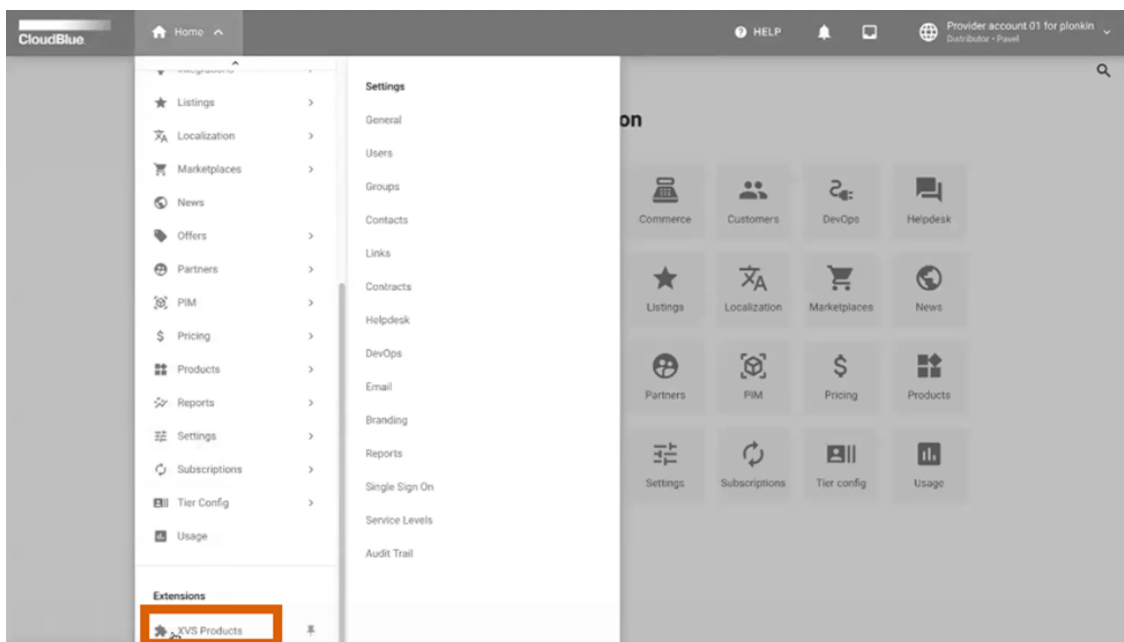 CloudBlue
Home
HELP
Provider account 01 for plonkin
Distributor - Pavel
Integrations
Listings
Localization
Marketplaces
News
Offers
Partners
PIM
Pricing
Products
Reports
Settings
Subscriptions
Tier Config
Usage
Extensions
XVS Products
Settings
General
Users
Groups
Contacts
Links
Contracts
Helpdesk
DevOps
Email
Branding
Reports
Single Sign On
Service Levels
Audit Trail
on
Commerce
Customers
DevOps
Helpdesk
Listings
Localization
Marketplaces
News
Partners
PIM
Pricing
Products
Settings
Subscriptions
Tier config
Usage